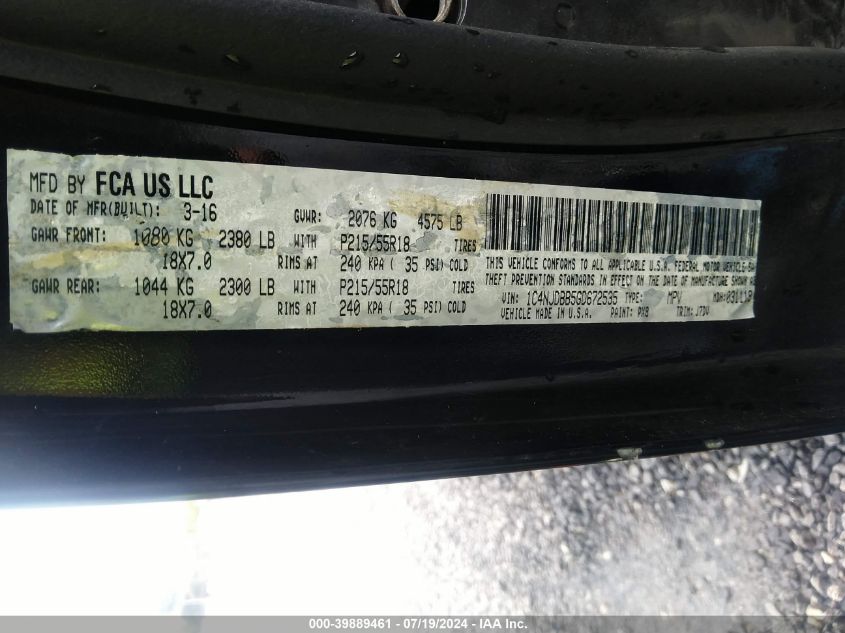 MFD BY FCA US LLC
DATE OF MFR(BUILT): 3-16 GVWR: 2076 KG 4575 LB
GAWR FRONT: 1080 KG 2380 LB WITH P215/55R18 TIRES
18X7.0 RIMS AT 240 KPA ( 35 PSI) COLD
GAWR REAR: 1044 KG 2300 LB WITH P215/55R18 TIRES
18X7.0 RIMS AT 240 KPA ( 35 PSI) COLD
THIS VEHICLE CONFORMS TO ALL APPLICABLE U.S.A. FEDERAL MOTOR VEHICLE
THEFT PREVENTION STANDARDS IN EFFECT ON THE DATE OF MANUFACTURE SHOWN
VIN: 1C4NJDBB5GD672535 TYPE: MPV MDH:
VEHICLE MADE IN U.S.A. PAINT: TRIM:
000-39889461 - 07/19/2024 - IAA Inc.